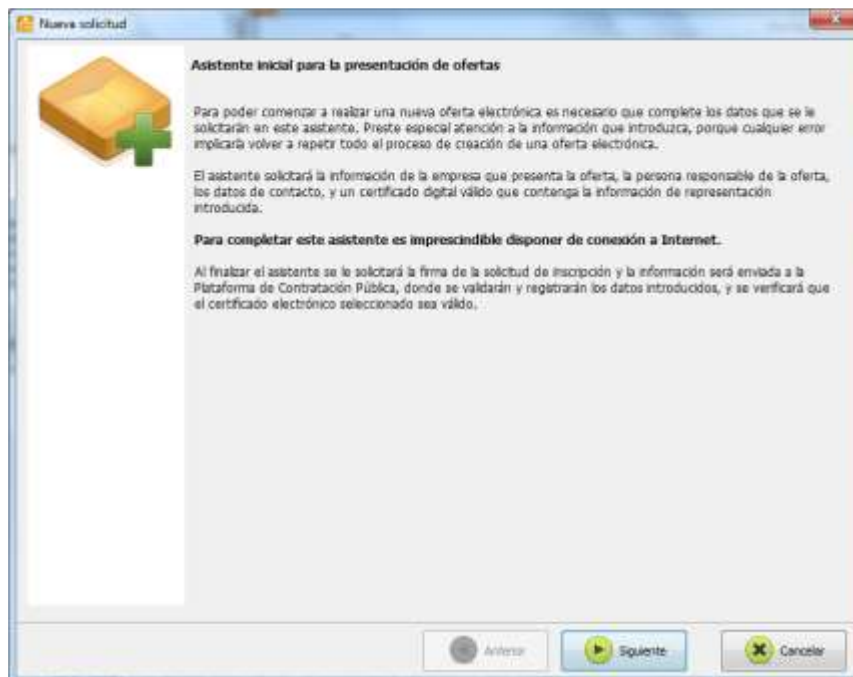 Nueva solicitud
Asistente inicial para la presentación de ofertas
Para poder comenzar a realizar una nueva oferta electrónica es necesario que complete los datos que se le
solicitarán en este asistente. Preste especial atención a la información que introduzca, porque cualquier error
implicaría volver a repetir todo el proceso de creación de una oferta electrónica.
El asistente solicitará la información de la empresa que presenta la oferta, la persona responsable de la oferta,
los datos de contacto, y un certificado digital válido que contenga la información de representación
introducida.
Para completar este asistente es imprescindible disponer de conexión a Internet.
Al finalizar el asistente se le solicitará la firma de la solicitud de inscripción y la información será enviada a la
Plataforma de Contratación Pública, donde se validarán y registrarán los datos introducidos, y se verificará que
el certificado electrónico seleccionado sea válido.
Anterior Siguiente Cancelar